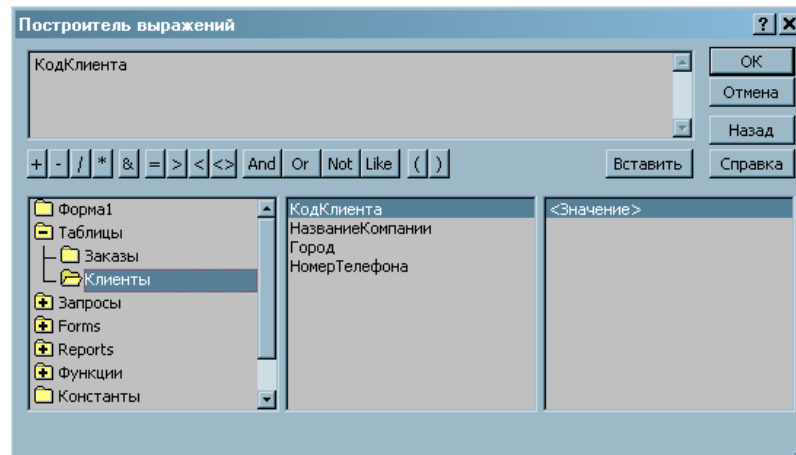 Построитель выражений ? X
КодКлиента
OK
Отмена
Назад
+ - / * & = > < <> And Or Not Like ( ) Вставить Справка
Форма1
Таблицы
Заказы
Клиенты
Запросы
Forms
Reports
Функции
Константы
КодКлиента
НазваниеКомпании
Город
НомерТелефона
<Значение>